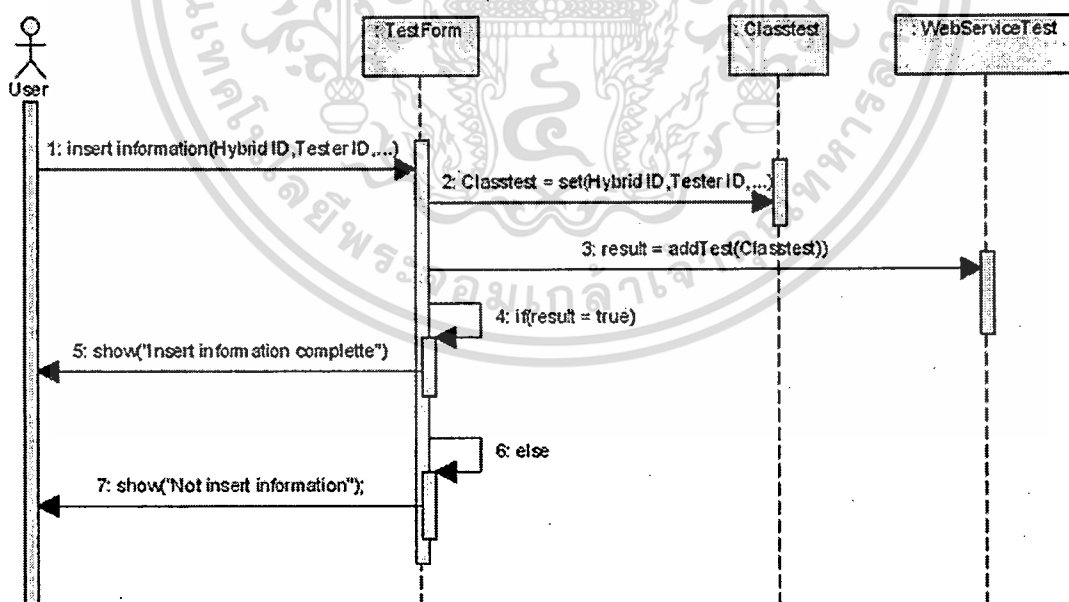 : TestForm
: Classtest
: WebServiceTest
User
1: insert information(Hybrid ID,Tester ID,...)
2: Classtest = set(Hybrid ID,Tester ID,...)
3: result = addTest(Classtest))
4: if(result = true)
5: show("Insert information complette")
6: else
7: show("Not insert information");